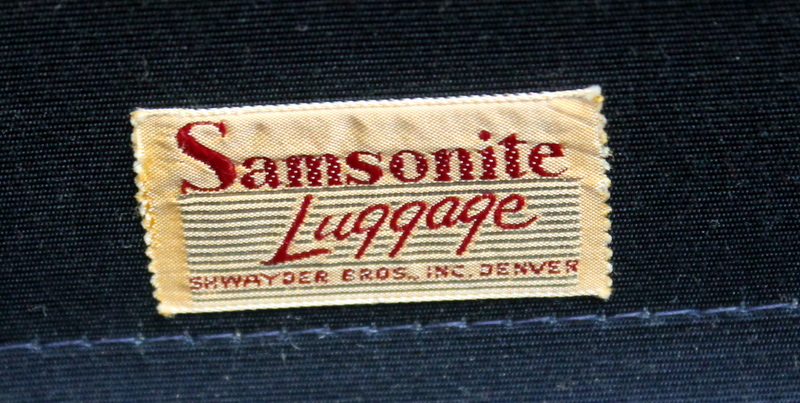 Samsonite
Luggage
SHWAYDER BROS., INC. DENVER